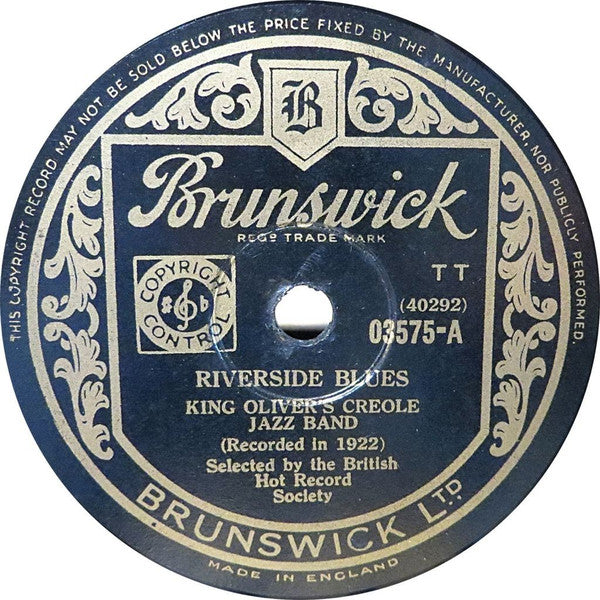 THIS COPYRIGHT RECORD MAY NOT BE SOLD BELOW THE PRICE FIXED BY THE MANUFACTURER, NOR PUBLICLY PERFORMED.
B
Brunswick
REGD TRADE MARK
COPYRIGHT
CONTROL
TT
(40292)
03575-A
RIVERSIDE BLUES
KING OLIVER'S CREOLE
JAZZ BAND
(Recorded in 1922)
Selected by the British
Hot Record
Society
BRUNSWICK LTD.
MADE IN ENGLAND